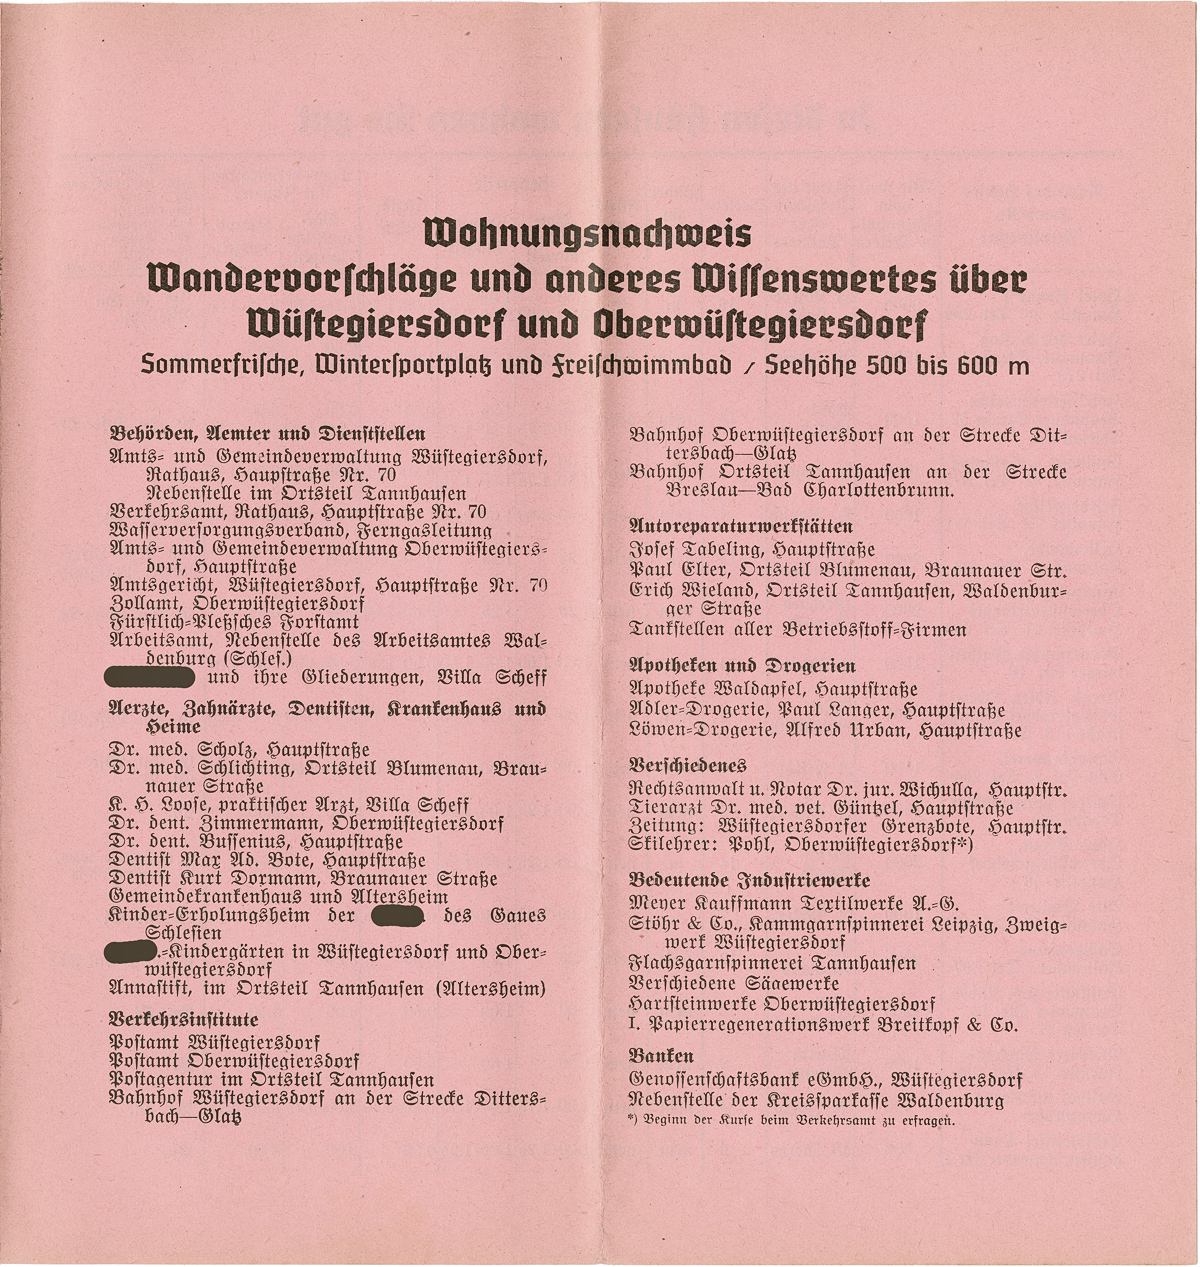 Wohnungsnachweis
Wandervorschläge und anderes Wissenswertes über
Wüstegiersdorf und Oberwüstegiersdorf
Sommerfrische, Wintersportplatz und Freischwimmbad / Seehöhe 500 bis 600 m
Behörden, Aemter und Dienststellen
Amts- und Gemeindeverwaltung Wüstegiersdorf,
Rathaus, Hauptstraße Nr. 70
Nebenstelle im Ortsteil Tannhausen
Verkehrsamt, Rathaus, Hauptstraße Nr. 70
Wasserversorgungsverband, Ferngasleitung
Amts- und Gemeindeverwaltung Oberwüstegiers-
dorf, Hauptstraße
Amtsgericht, Wüstegiersdorf, Hauptstraße Nr. 70
Zollamt, Oberwüstegiersdorf
Fürstlich-Pleßsches Forstamt
Arbeitsamt, Nebenstelle des Arbeitsamtes Wal-
denburg (Schles.)
und ihre Gliederungen, Villa Scheff
Aerzte, Zahnärzte, Dentisten, Krankenhaus und
Heime
Dr. med. Scholz, Hauptstraße
Dr. med. Schlichting, Ortsteil Blumenau, Brau-
nauer Straße
K. H. Loose, praktischer Arzt, Villa Scheff
Dr. dent. Zimmermann, Oberwüstegiersdorf
Dr. dent. Bussenius, Hauptstraße
Dentist Max Ad. Bote, Hauptstraße
Dentist Kurt Dormann, Braunauer Straße
Gemeindekrankenhaus und Altersheim
Kinder-Erholungsheim der des Gaues
Schlesien
.-Kindergärten in Wüstegiersdorf und Ober-
wüstegiersdorf
Annastift, im Ortsteil Tannhausen (Altersheim)
Verkehrsinstitute
Postamt Wüstegiersdorf
Postamt Oberwüstegiersdorf
Postagentur im Ortsteil Tannhausen
Bahnhof Wüstegiersdorf an der Strecke Ditters-
bach—Glatz
Bahnhof Oberwüstegiersdorf an der Strecke Dit-
tersbach—Glatz
Bahnhof Ortsteil Tannhausen an der Strecke
Breslau—Bad Charlottenbrunn.
Autoreparaturwerkstätten
Josef Tabeling, Hauptstraße
Paul Elter, Ortsteil Blumenau, Braunauer Str.
Erich Wieland, Ortsteil Tannhausen, Waldenbur-
ger Straße
Tankstellen aller Betriebsstoff-Firmen
Apotheken und Drogerien
Apotheke Waldapfel, Hauptstraße
Adler-Drogerie, Paul Langer, Hauptstraße
Löwen-Drogerie, Alfred Urban, Hauptstraße
Verschiedenes
Rechtsanwalt u. Notar Dr. jur. Wichulla, Hauptstr.
Tierarzt Dr. med. vet. Güntzel, Hauptstraße
Zeitung: Wüstegiersdorfer Grenzbote, Hauptstr.
Skilehrer: Pohl, Oberwüstegiersdorf*)
Bedeutende Industriewerke
Meyer Kauffmann Textilwerke A.-G.
Stöhr & Co., Kammgarnspinnerei Leipzig, Zweig-
werk Wüstegiersdorf
Flachsgarnspinnerei Tannhausen
Verschiedene Sägewerke
Hartsteinwerke Oberwüstegiersdorf
I. Papierregenerationswerk Breitkopf & Co.
Banken
Genossenschaftsbank eGmbH., Wüstegiersdorf
Nebenstelle der Kreissparkasse Waldenburg
*) Beginn der Kurse beim Verkehrsamt zu erfragen.